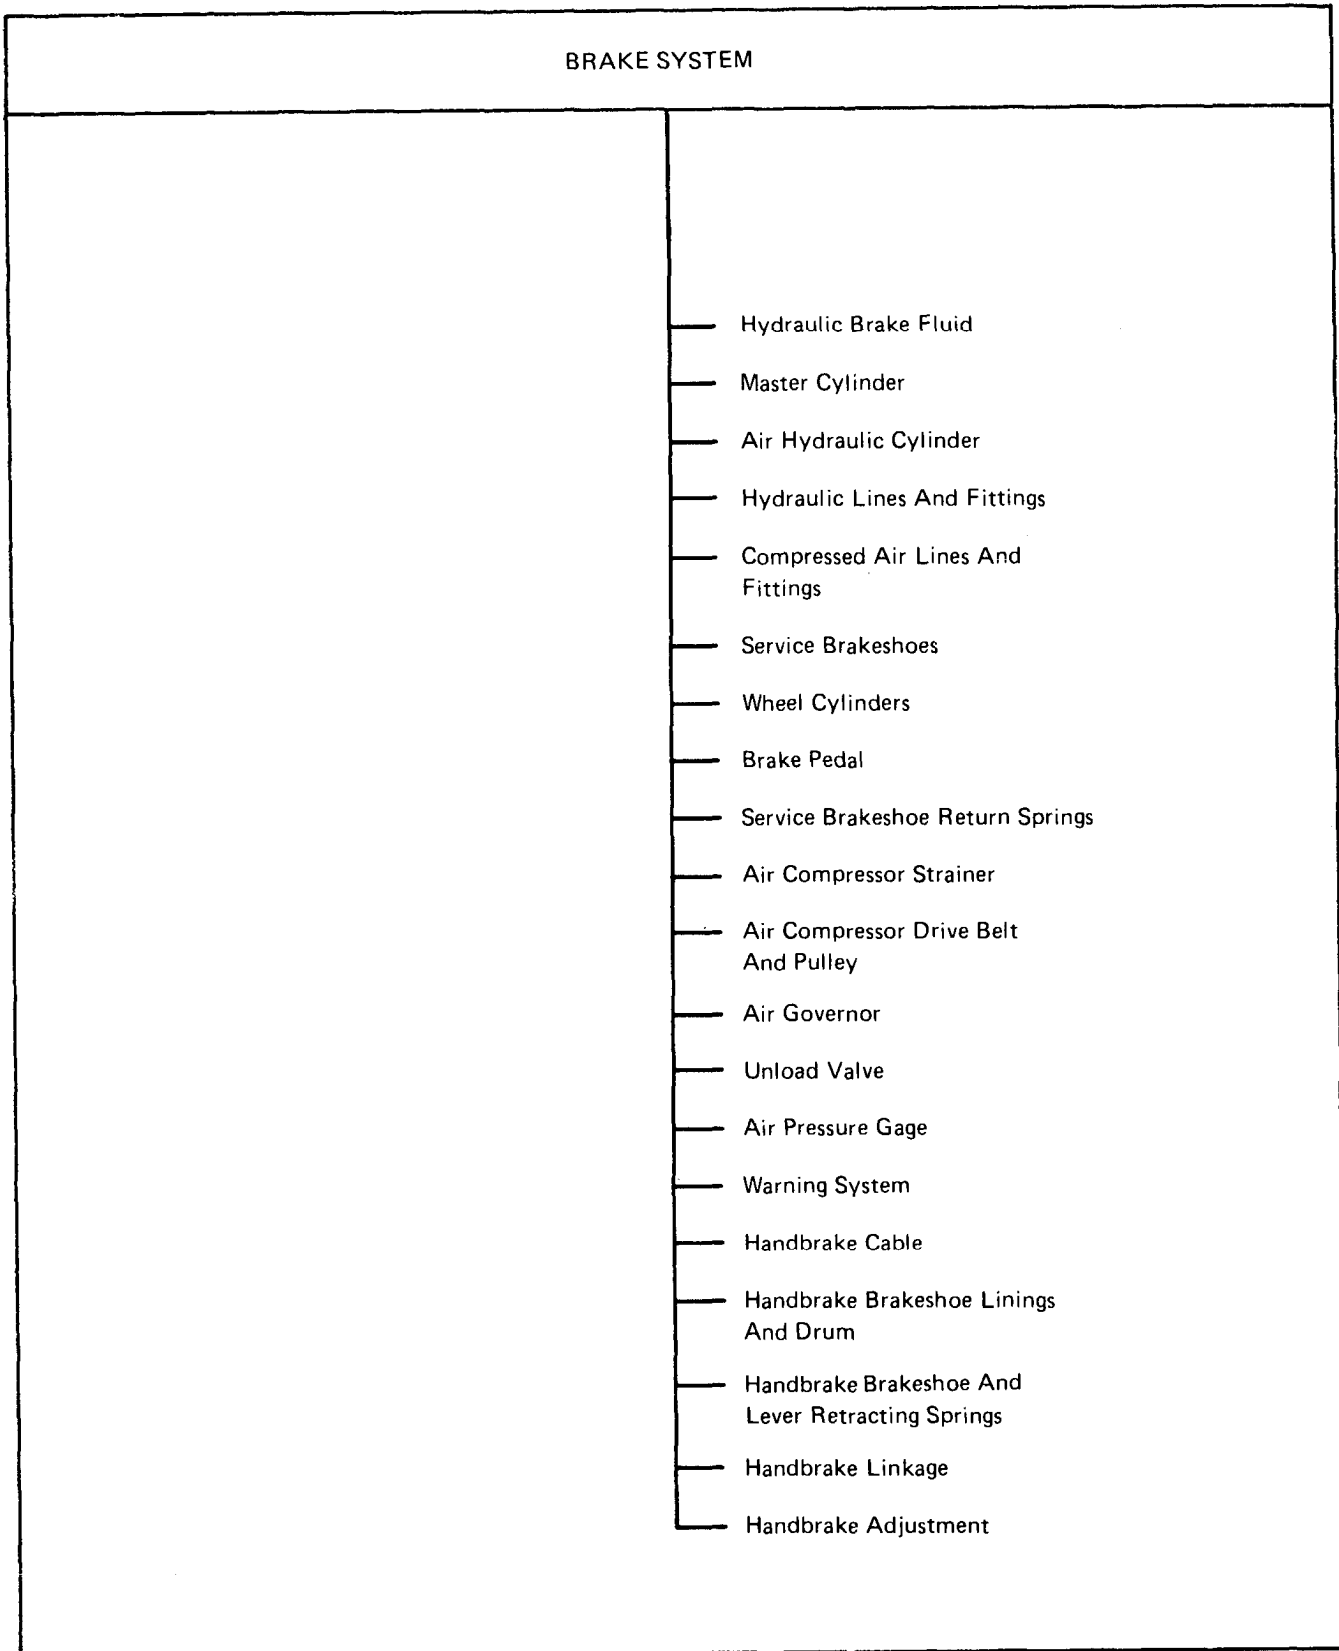 BRAKE SYSTEM
Hydraulic Brake Fluid
Master Cylinder
Air Hydraulic Cylinder
Hydraulic Lines And Fittings
Compressed Air Lines And
Fittings
Service Brakeshoes
Wheel Cylinders
Brake Pedal
Service Brakeshoe Return Springs
Air Compressor Strainer
Air Compressor Drive Belt
And Pulley
Air Governor
Unload Valve
Air Pressure Gage
Warning System
Handbrake Cable
Handbrake Brakeshoe Linings
And Drum
Handbrake Brakeshoe And
Lever Retracting Springs
Handbrake Linkage
Handbrake Adjustment